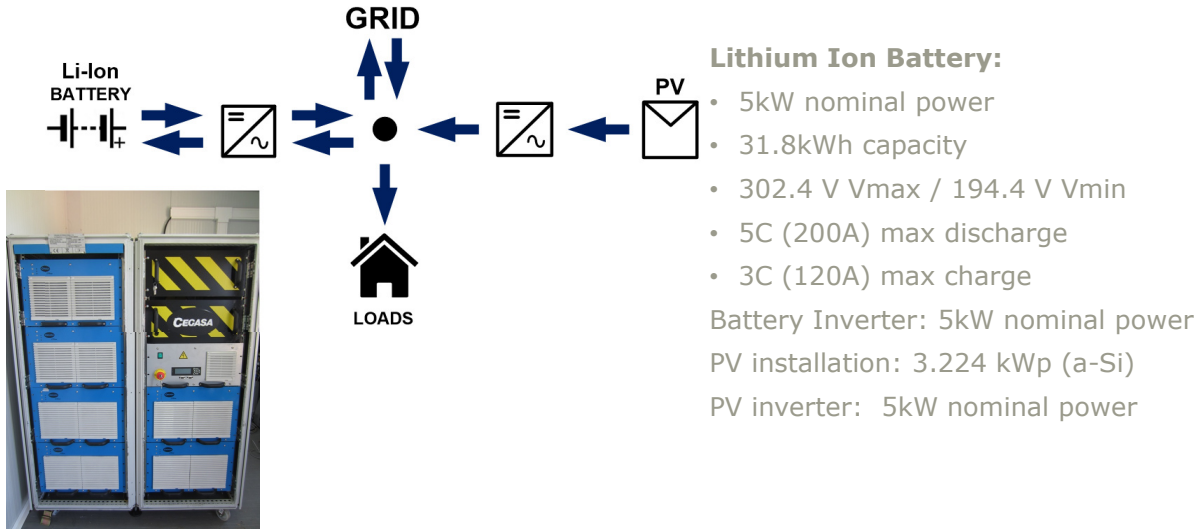 GRID
Li-Ion
BATTERY
+
PV
LOADS
CEGASA
Lithium Ion Battery:
• 5kW nominal power
• 31.8kWh capacity
• 302.4 V Vmax / 194.4 V Vmin
• 5C (200A) max discharge
• 3C (120A) max charge
Battery Inverter: 5kW nominal power
PV installation: 3.224 kWp (a-Si)
PV inverter: 5kW nominal power